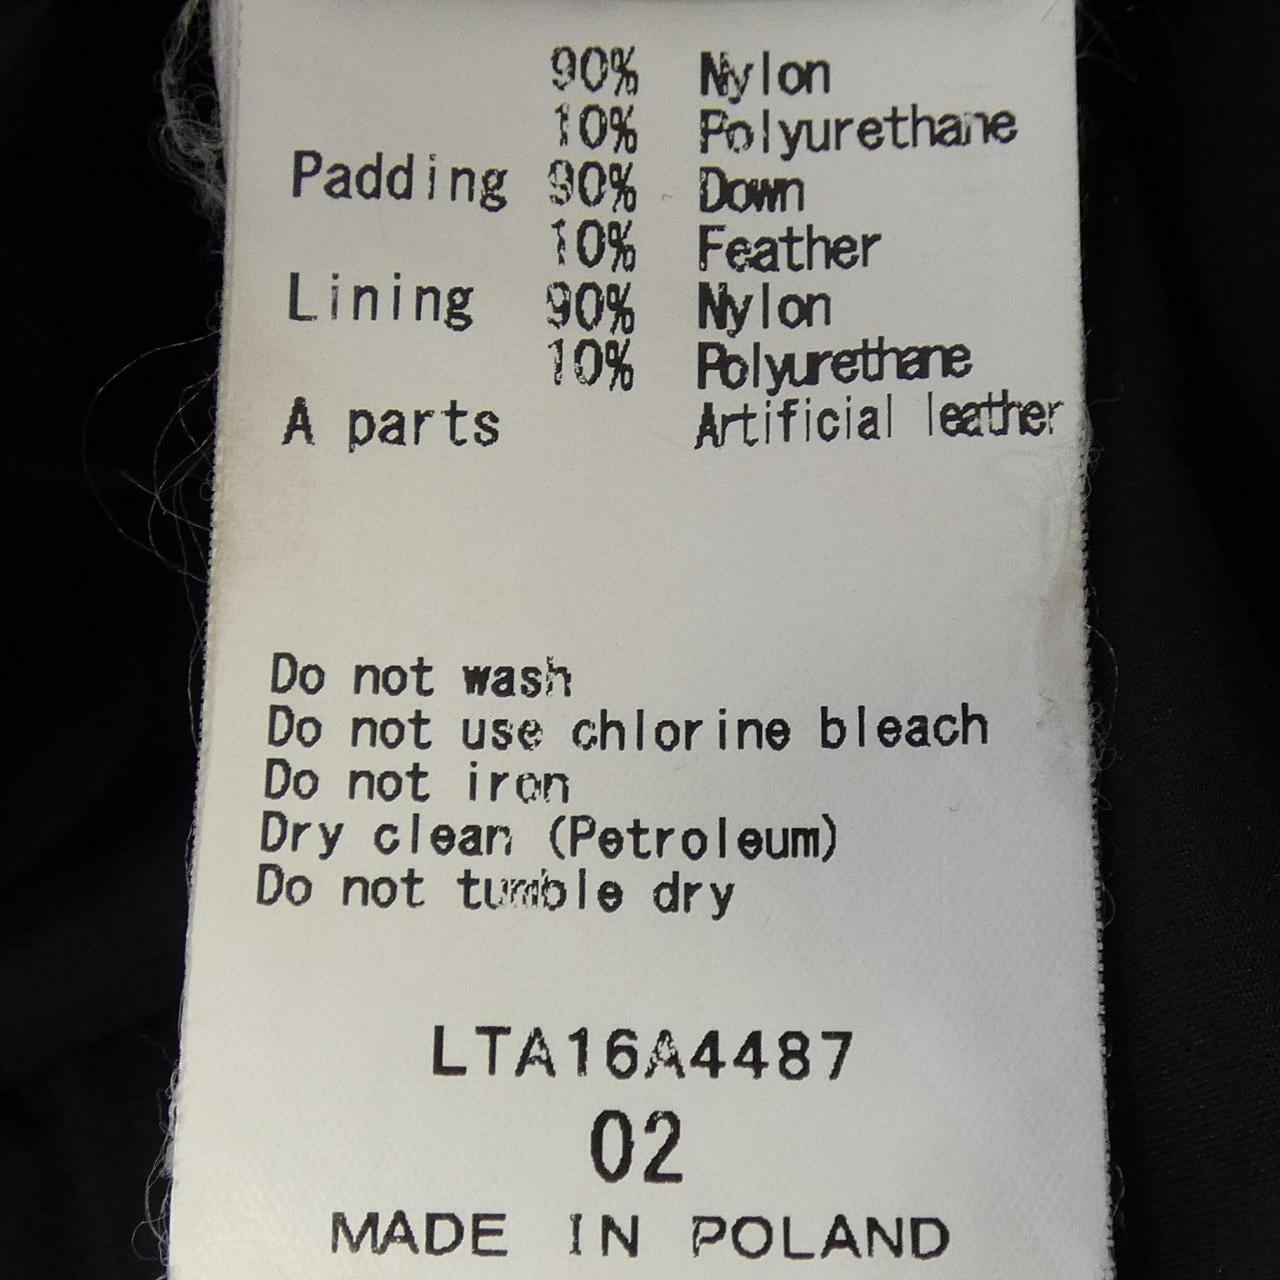 90% Nylon
10% Polyurethane
Padding 90% Down
10% Feather
Lining 90% Nylon
10% Polyurethane
A parts Artificial leather
Do not wash
Do not use chlorine bleach
Do not iron
Dry clean (Petroleum)
Do not tumble dry
LTA16A4487
02
MADE IN POLAND